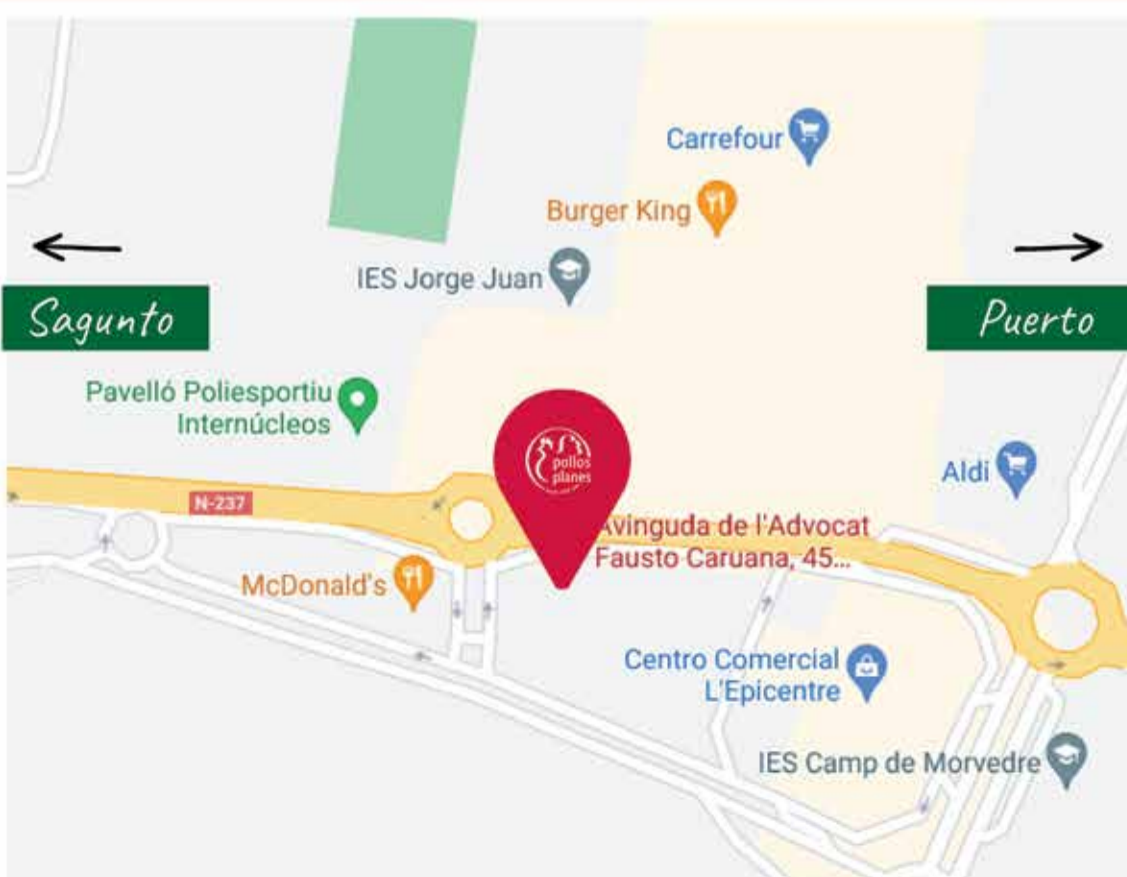 Carrefour
Burger King
IES Jorge Juan
Sagunto
Puerto
Pavelló Poliesportiu
Internúcleos
pollos
planes
Aldi
N-237
Avinguda de l'Advocat
Fausto Caruana, 45...
McDonald's
Centro Comercial
L'Epicentre
IES Camp de Morvedre